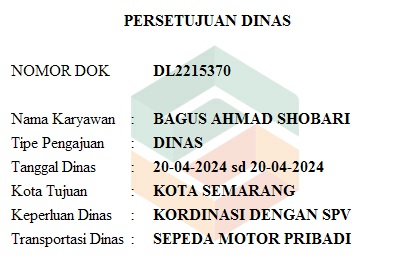 PERSETUJUAN DINAS
NOMOR DOK DL2215370
Nama Karyawan : BAGUS AHMAD SHOBARI
Tipe Pengajuan : DINAS
Tanggal Dinas : 20-04-2024 sd 20-04-2024
Kota Tujuan : KOTA SEMARANG
Keperluan Dinas : KORDINASI DENGAN SPV
Transportasi Dinas : SEPEDA MOTOR PRIBADI